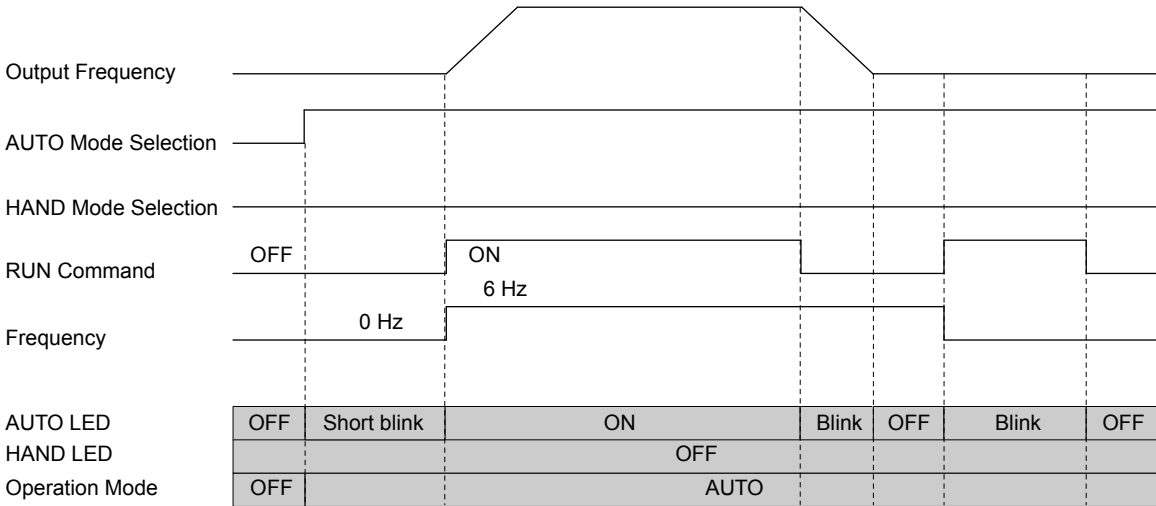 Output Frequency
AUTO Mode Selection
HAND Mode Selection
OFF ON
RUN Command
6 Hz
0 Hz
Frequency
AUTO LED OFF Short blink ON Blink OFF Blink OFF
HAND LED OFF
Operation Mode OFF AUTO